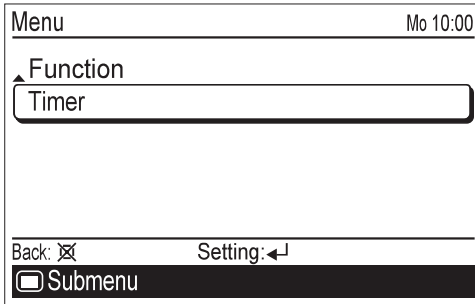 Menu Mo 10:00
Function
Timer
Back: Setting:
Submenu